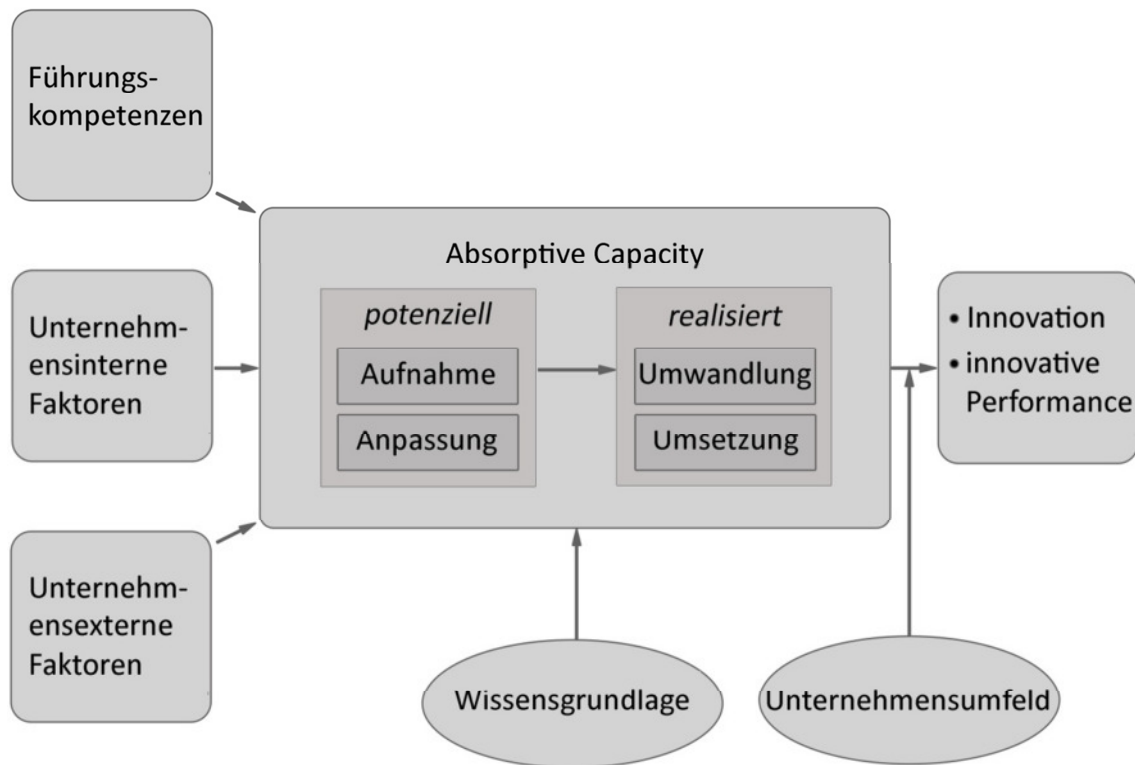 Führungs-
kompetenzen
Absorptive Capacity
potenziell
realisiert
Unternehm-
ensinterne
Faktoren
Aufnahme
Umwandlung
Anpassung
Umsetzung
• Innovation
• innovative
Performance
Unternehm-
ensexterne
Faktoren
Wissensgrundlage
Unternehmensumfeld